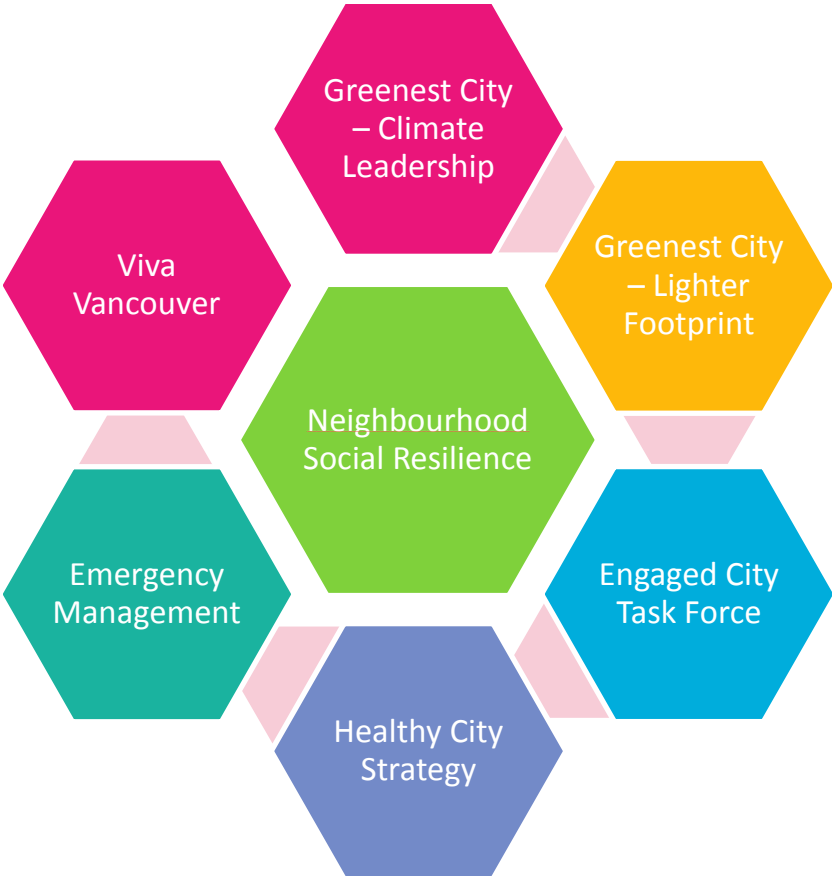 Greenest City
– Climate
Leadership
Greenest City
– Lighter
Footprint
Viva
Vancouver
Neighbourhood
Social Resilience
Emergency
Management
Engaged City
Task Force
Healthy City
Strategy